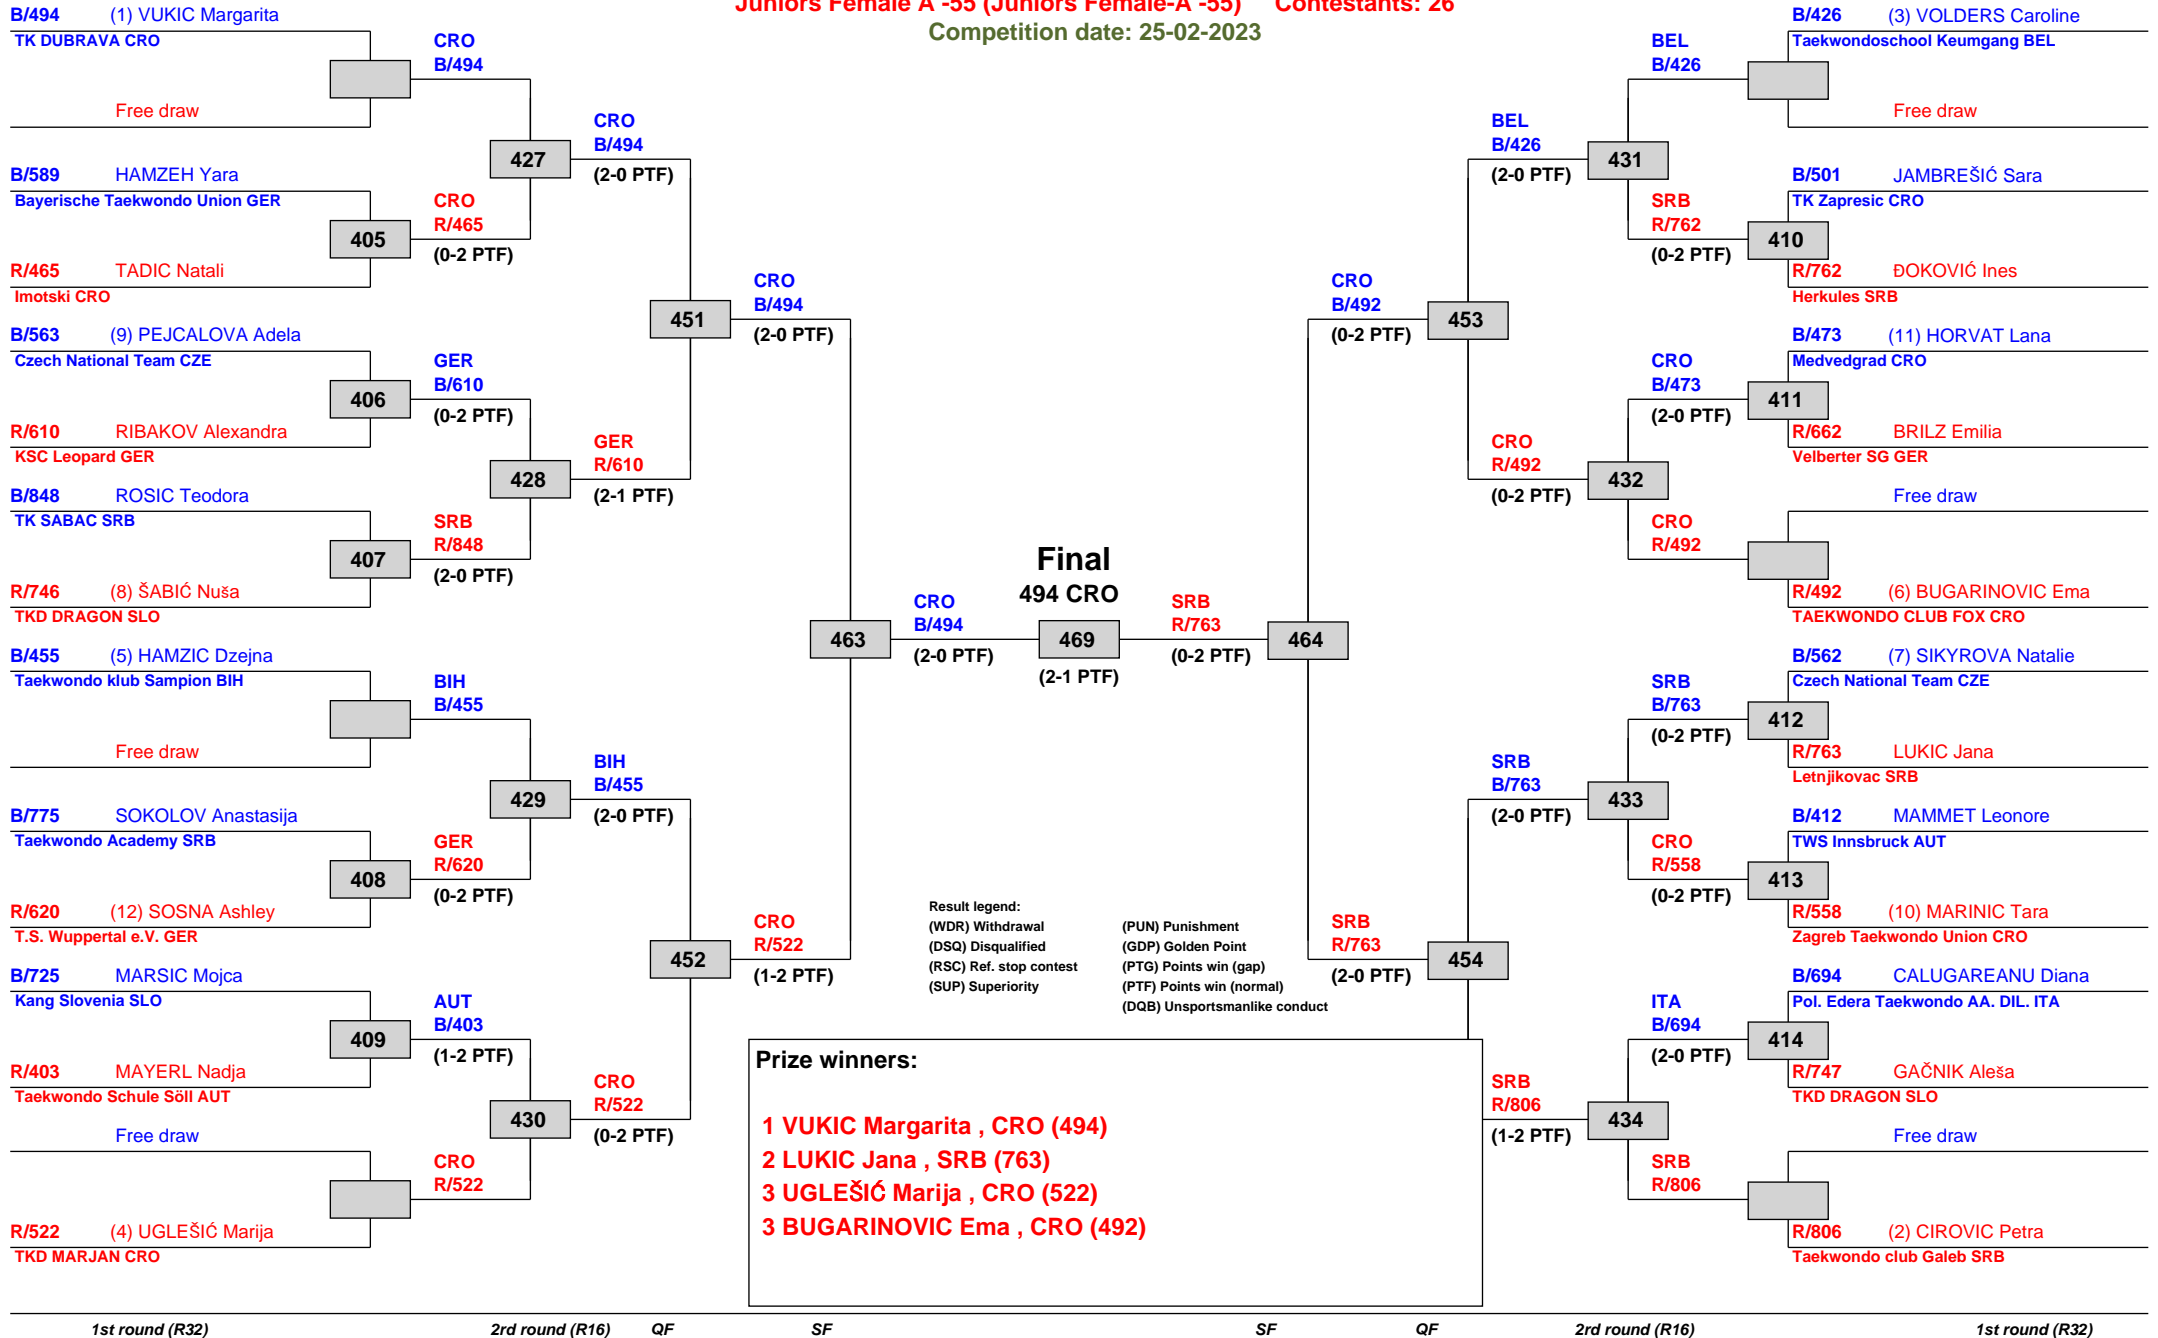 Juniors Female A -55 (Juniors Female-A -55) Contestants: 26
Competition date: 25-02-2023
B/494 (1) VUKIC Margarita
TK DUBRAVA CRO
Free draw
B/589 HAMZEH Yara
Bayerische Taekwondo Union GER
405
R/465 TADIC Natali
Imotski CRO
B/563 (9) PEJCALOVA Adela
Czech National Team CZE
406
R/610 RIBAKOV Alexandra
KSC Leopard GER
B/848 ROSIC Teodora
TK SABAC SRB
407
R/746 (8) ŠABIĆ Nuša
TKD DRAGON SLO
B/455 (5) HAMZIC Dzejna
Taekwondo klub Sampion BIH
Free draw
B/775 SOKOLOV Anastasija
Taekwondo Academy SRB
408
R/620 (12) SOSNA Ashley
T.S. Wuppertal e.V. GER
B/725 MARSIC Mojca
Kang Slovenia SLO
409
R/403 MAYERL Nadja
Taekwondo Schule Söll AUT
Free draw
R/522 (4) UGLEŠIĆ Marija
TKD MARJAN CRO
CRO
B/494
427
CRO
R/465
(0-2 PTF)
GER
B/610
(0-2 PTF)
428
SRB
R/848
(2-0 PTF)
BIH
B/455
429
GER
R/620
(0-2 PTF)
AUT
B/403
(1-2 PTF)
430
CRO
R/522
CRO
B/494
(2-0 PTF)
451
GER
R/610
(2-1 PTF)
BIH
B/455
(2-0 PTF)
452
CRO
R/522
(0-2 PTF)
CRO
B/494
(2-0 PTF)
463
CRO
R/522
(1-2 PTF)
CRO
B/494
(2-0 PTF)
Final
494 CRO
469
(2-1 PTF)
SRB
R/763
(0-2 PTF)
464
CRO
B/492
(0-2 PTF)
453
SRB
R/763
(2-0 PTF)
454
BEL
B/426
(2-0 PTF)
431
CRO
R/492
(0-2 PTF)
432
SRB
B/763
(2-0 PTF)
433
SRB
R/806
(1-2 PTF)
434
BEL
B/426
SRB
R/762
(0-2 PTF)
410
CRO
B/473
(2-0 PTF)
411
CRO
R/492
SRB
B/763
(0-2 PTF)
412
CRO
R/558
(0-2 PTF)
413
ITA
B/694
(2-0 PTF)
414
SRB
R/806
B/426 (3) VOLDERS Caroline
Taekwondoschool Keumgang BEL
Free draw
B/501 JAMBREŠIĆ Sara
TK Zapresic CRO
R/762 ĐOKOVIĆ Ines
Herkules SRB
B/473 (11) HORVAT Lana
Medvedgrad CRO
R/662 BRILZ Emilia
Velberter SG GER
Free draw
R/492 (6) BUGARINOVIC Ema
TAEKWONDO CLUB FOX CRO
B/562 (7) SIKYROVA Natalie
Czech National Team CZE
R/763 LUKIC Jana
Letnjikovac SRB
B/412 MAMMET Leonore
TWS Innsbruck AUT
R/558 (10) MARINIC Tara
Zagreb Taekwondo Union CRO
B/694 CALUGAREANU Diana
Pol. Edera Taekwondo AA. DIL. ITA
R/747 GAČNIK Aleša
TKD DRAGON SLO
Free draw
R/806 (2) CIROVIC Petra
Taekwondo club Galeb SRB
Result legend:
(WDR) Withdrawal (PUN) Punishment
(DSQ) Disqualified (GDP) Golden Point
(RSC) Ref. stop contest (PTG) Points win (gap)
(SUP) Superiority (PTF) Points win (normal)
(DQB) Unsportsmanlike conduct
Prize winners:
1 VUKIC Margarita , CRO (494)
2 LUKIC Jana , SRB (763)
3 UGLEŠIĆ Marija , CRO (522)
3 BUGARINOVIC Ema , CRO (492)
1st round (R32) 2rd round (R16) QF SF SF QF 2rd round (R16) 1st round (R32)